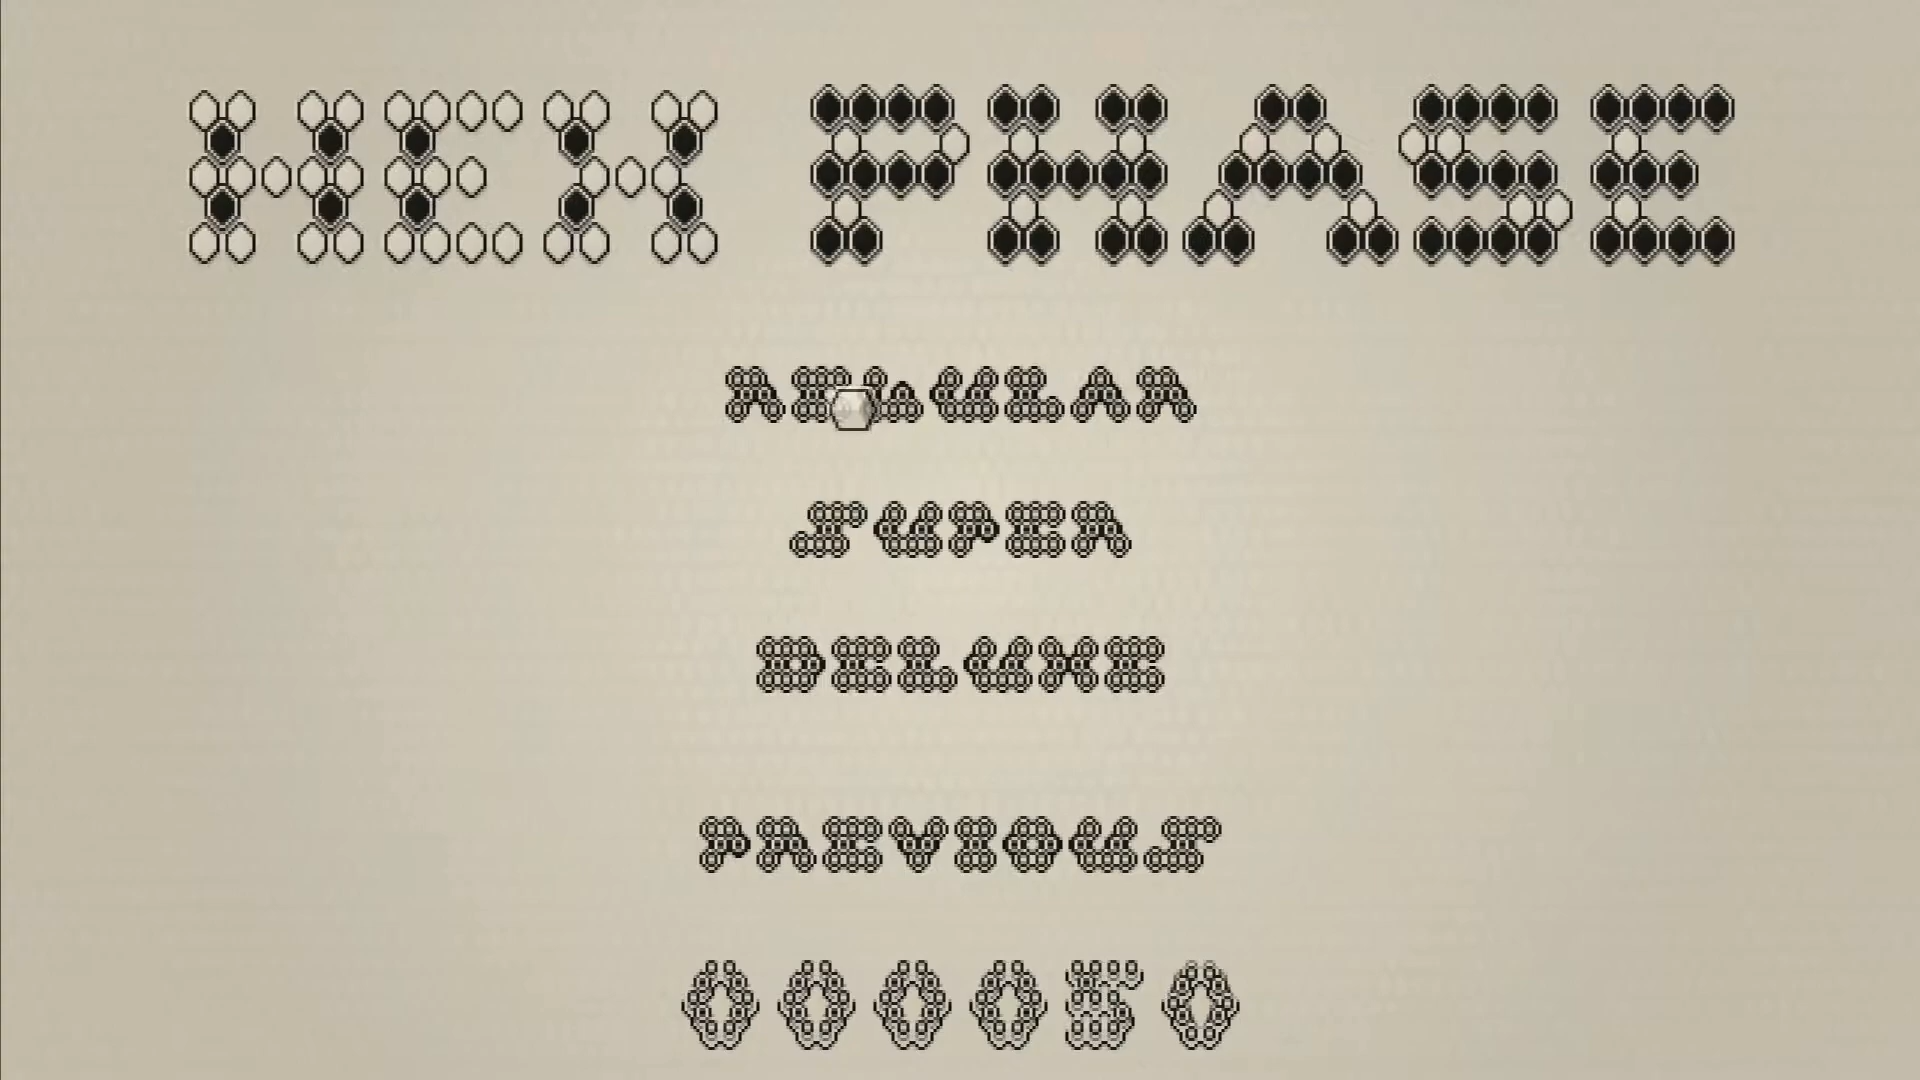 HEX PHASE
REGULAR
SUPER
DELUXE
PREVIOUS
000050